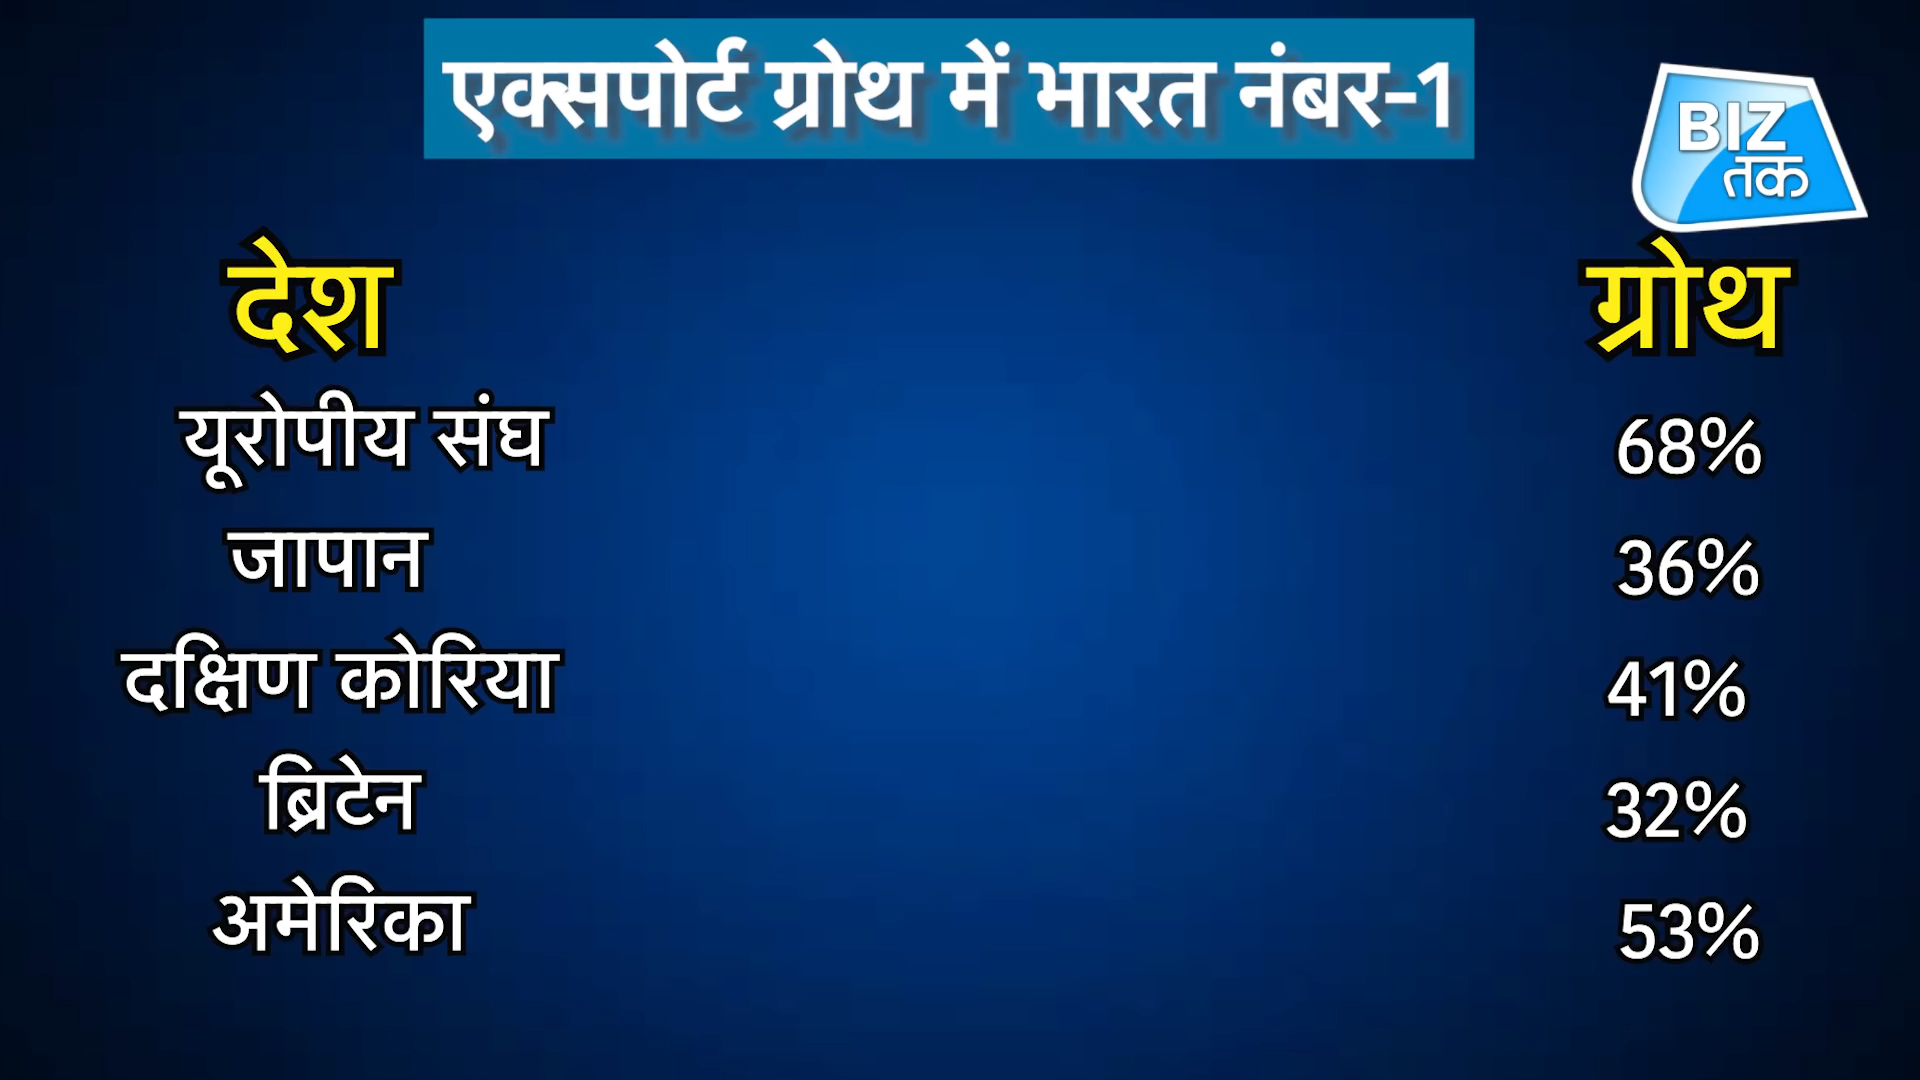 एक्सपोर्ट ग्रोथ में भारत नंबर-1
BIZ
तक
देश ग्रोथ
यूरोपीय संघ 68%
जापान 36%
दक्षिण कोरिया 41%
ब्रिटेन 32%
अमेरिका 53%